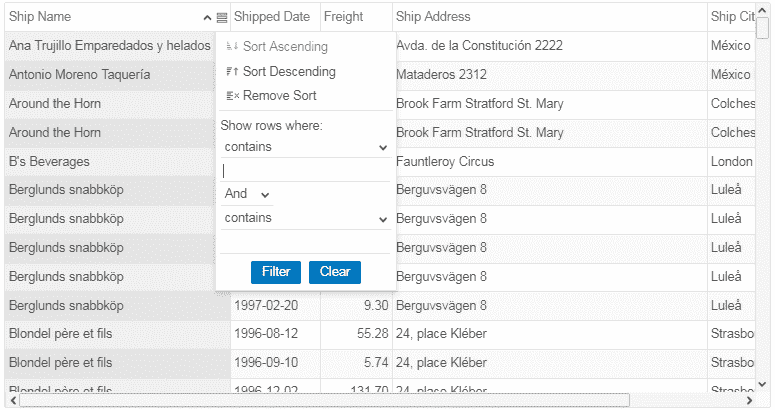 Ship Name Shipped Date Freight Ship Address Ship Cit
Ana Trujillo Emparedados y helados Avda. de la Constitución 2222 México
Sort Ascending
Antonio Moreno Taquería Sort Descending Mataderos 2312 México
Around the Horn Remove Sort Brook Farm Stratford St. Mary Colches
Show rows where:
Around the Horn Brook Farm Stratford St. Mary Colches
contains
B's Beverages Fauntleroy Circus London
Berglunds snabbköp And Berguvsvägen 8 Luleå
Berglunds snabbköp contains Berguvsvägen 8 Luleå
Berglunds snabbköp Berguvsvägen 8 Luleå
Berglunds snabbköp Filter Clear Berguvsvägen 8 Luleå
Berglunds snabbköp 1997-02-20 9.30 Berguvsvägen 8 Luleå
Blondel père et fils 1996-08-12 55.28 24, place Kléber Strasbo
Blondel père et fils 1996-09-10 5.74 24, place Kléber Strasbo
Blondel père et fils 1996-12-02 131.70 24, place Kléber Strasbo